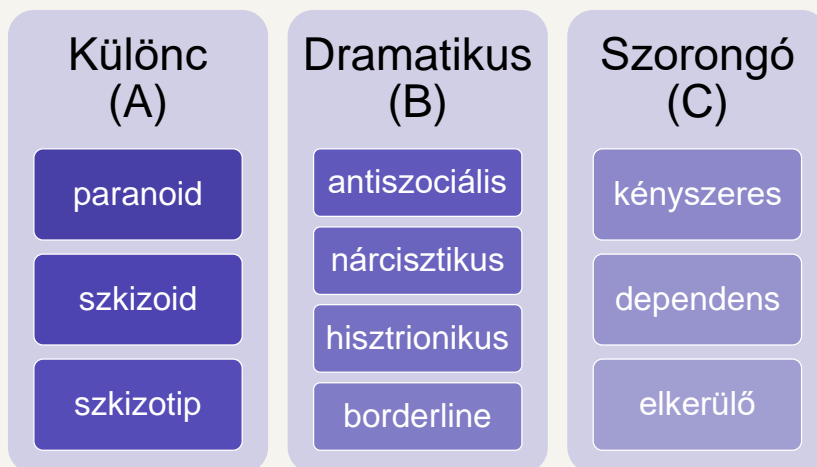 Különc
(A)
paranoid
szkizoid
szkizotip
Dramatikus
(B)
antiszociális
nárcisztikus
hisztrionikus
borderline
Szorongó
(C)
kényszeres
dependens
elkerülő